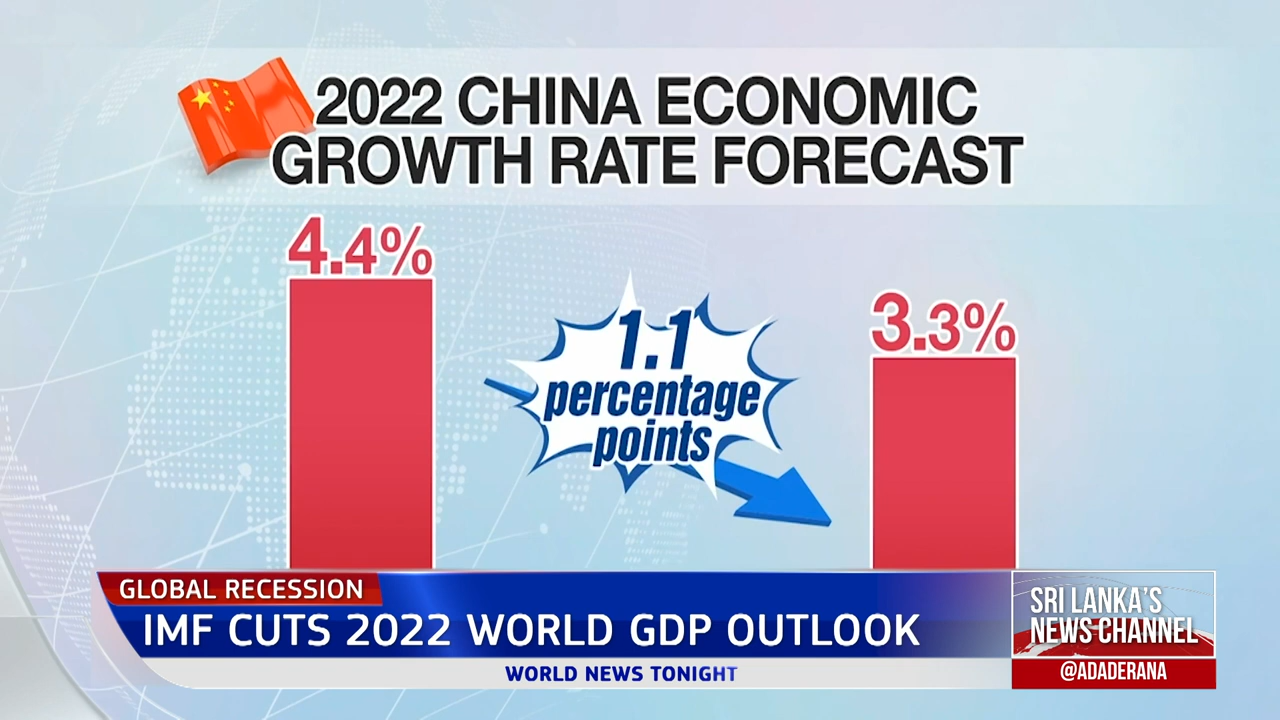 2022 CHINA ECONOMIC
GROWTH RATE FORECAST
4.4%
1.1
percentage
points
3.3%
GLOBAL RECESSION
IMF CUTS 2022 WORLD GDP OUTLOOK
WORLD NEWS TONIGHT
SRI LANKA'S
NEWS CHANNEL
@ADADERANA